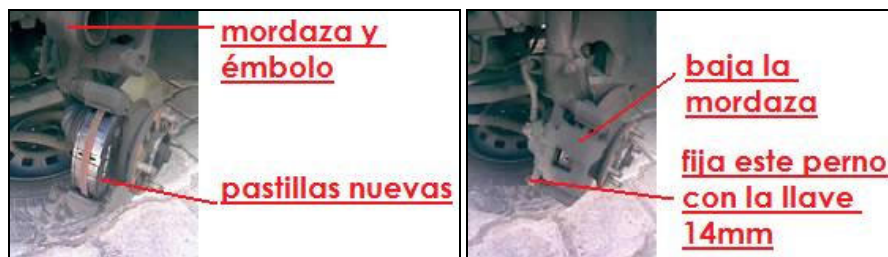 mordaza y
émbolo
pastillas nuevas
baja la
mordaza
fija este perno
con la llave
14mm